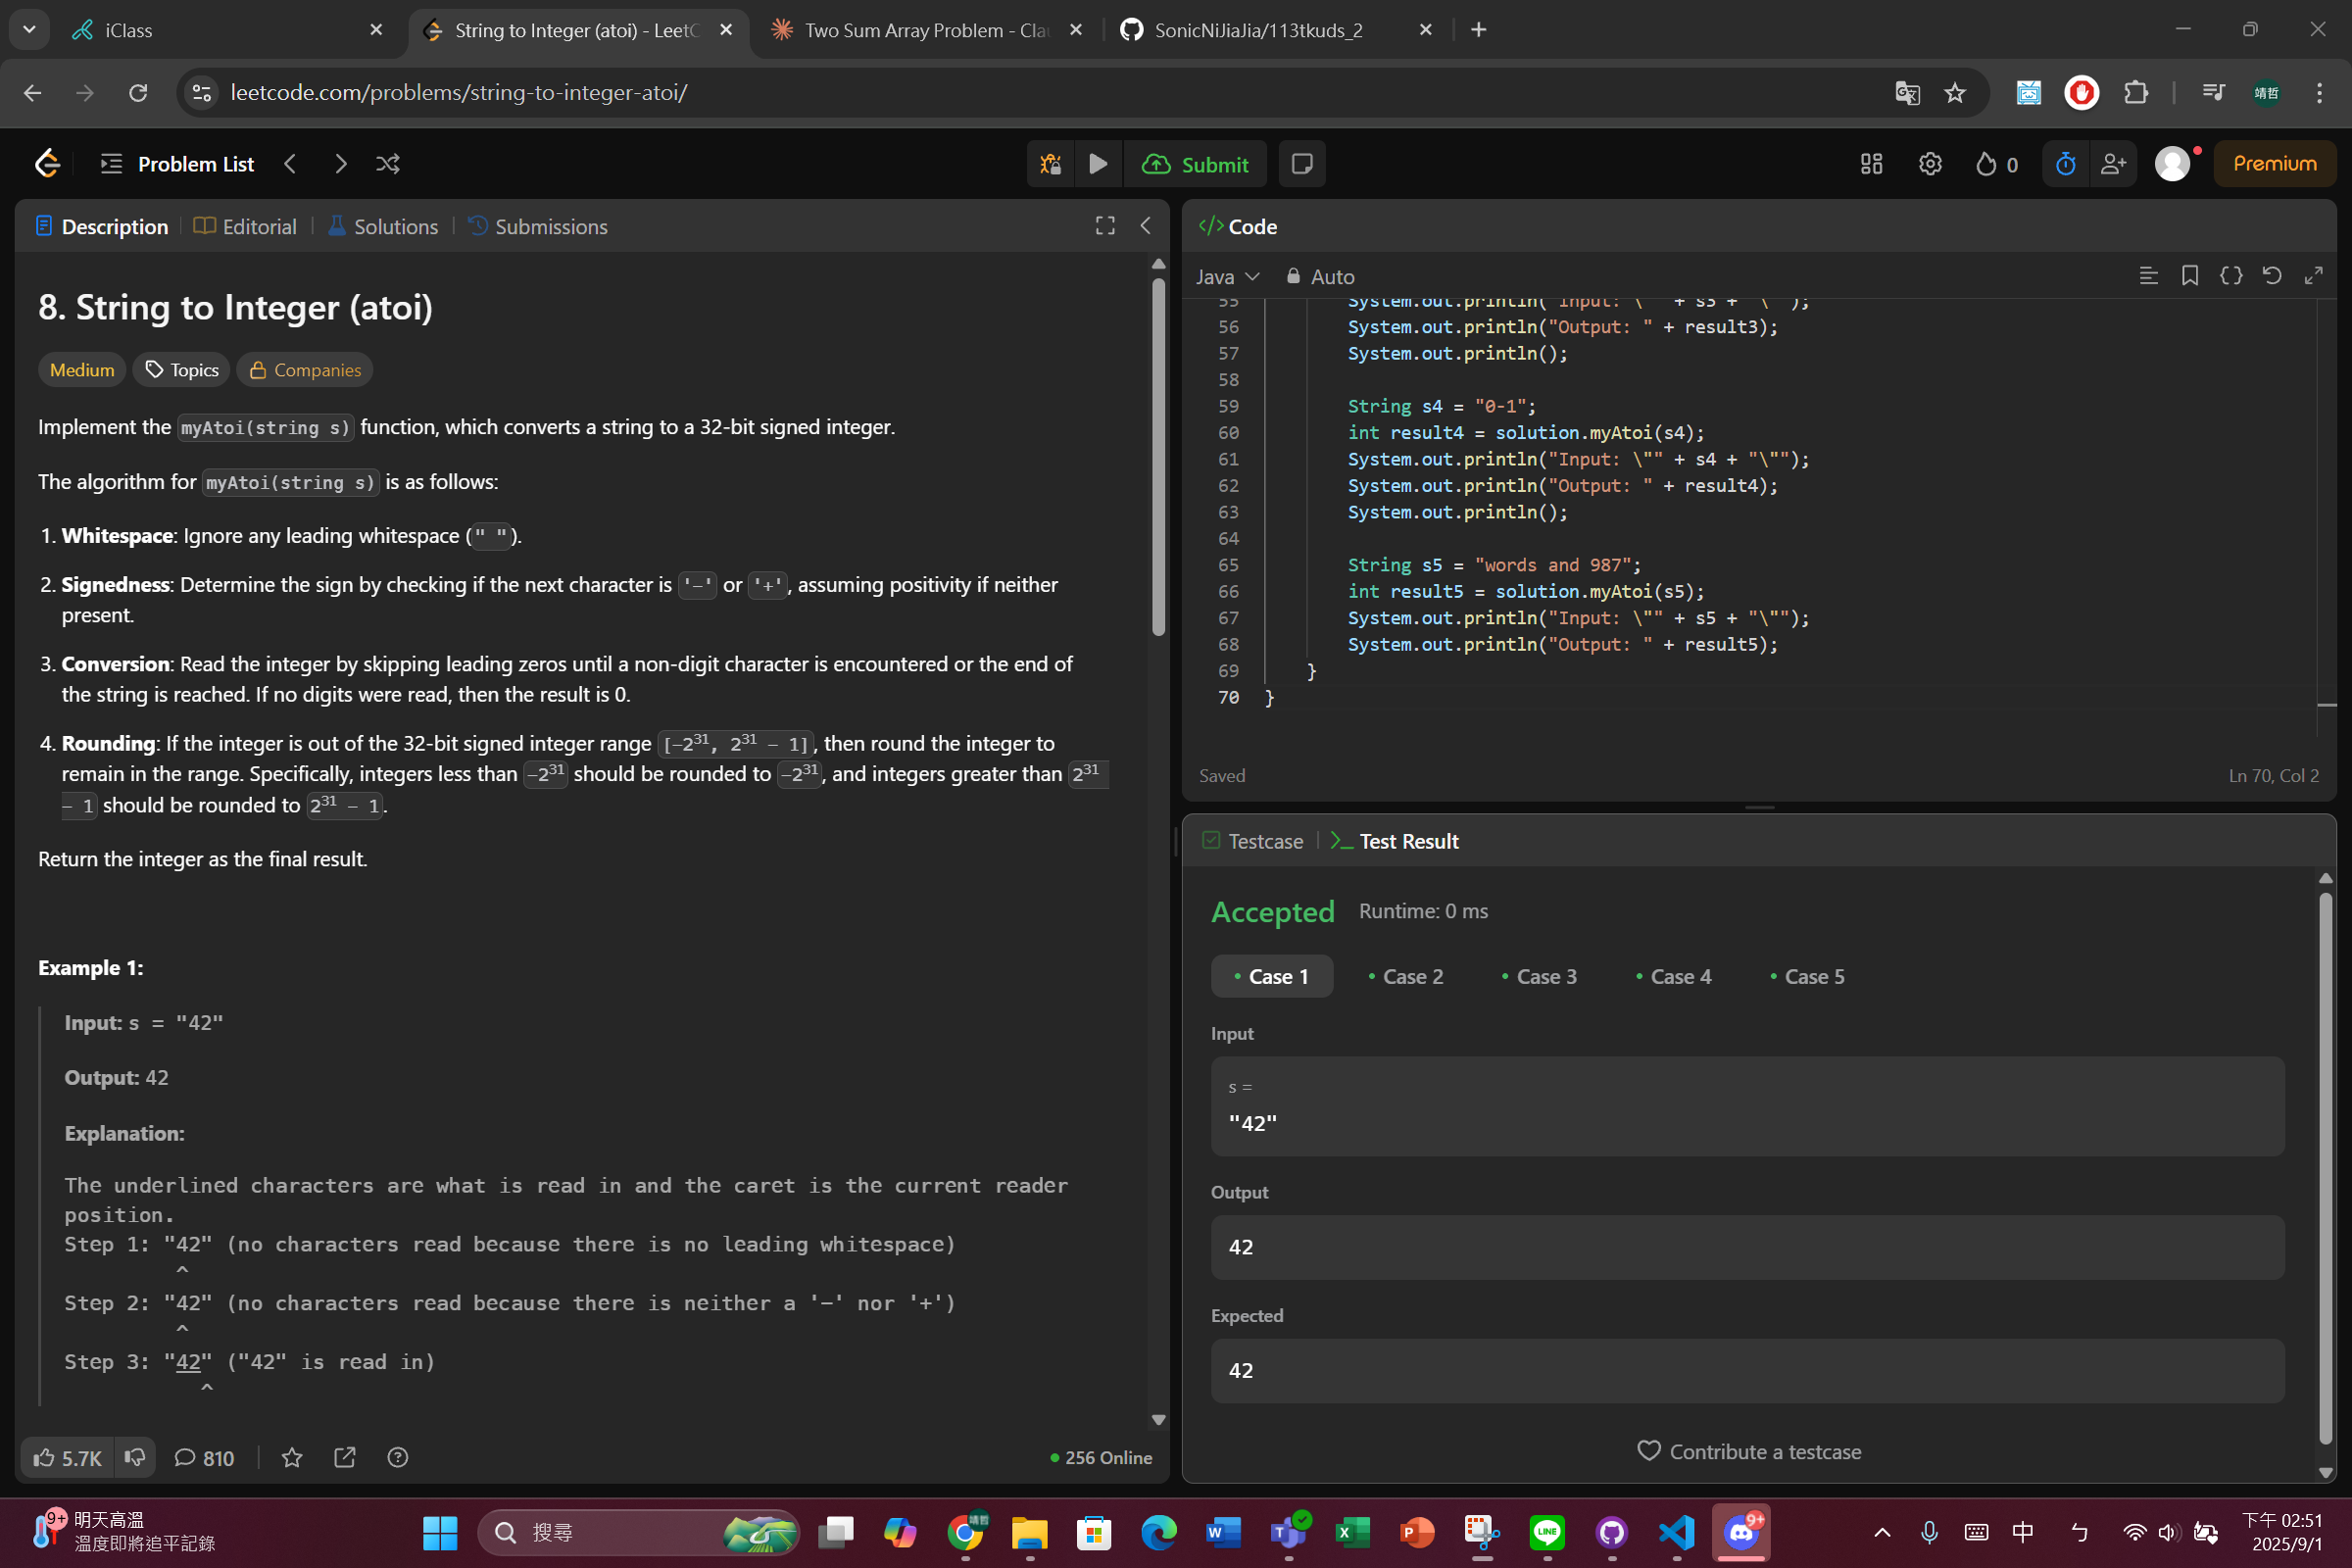 iClass
String to Integer (atoi) - Leet
Two Sum Array Problem - Cla
SonicNiJiaJia/113tkuds_2
leetcode.com/problems/string-to-integer-atoi/
靖哲
Problem List
Submit
0
Premium
Description
Editorial
Solutions
Submissions
8. String to Integer (atoi)
Medium
Topics
Companies
Implement the myAtoi(string s) function, which converts a string to a 32-bit signed integer.
The algorithm for myAtoi(string s) is as follows:
1. Whitespace: Ignore any leading whitespace (" ").
2. Signedness: Determine the sign by checking if the next character is '-' or '+', assuming positivity if neither
present.
3. Conversion: Read the integer by skipping leading zeros until a non-digit character is encountered or the end of
the string is reached. If no digits were read, then the result is 0.
4. Rounding: If the integer is out of the 32-bit signed integer range [-2³¹, 2³¹ - 1], then round the integer to
remain in the range. Specifically, integers less than -2³¹ should be rounded to -2³¹, and integers greater than 2³¹
- 1 should be rounded to 2³¹ - 1.
Return the integer as the final result.
Example 1:
Input: s = "42"
Output: 42
Explanation:
The underlined characters are what is read in and the caret is the current reader
position.
Step 1: "42" (no characters read because there is no leading whitespace)
^
Step 2: "42" (no characters read because there is neither a '-' nor '+')
^
Step 3: "42" ("42" is read in)
^
5.7K
810
256 Online
Code
Java
Auto
55 System.out.println("Input: \"" + s3 + "\"");
56 System.out.println("Output: " + result3);
57 System.out.println();
58
59 String s4 = "0-1";
60 int result4 = solution.myAtoi(s4);
61 System.out.println("Input: \"" + s4 + "\"");
62 System.out.println("Output: " + result4);
63 System.out.println();
64
65 String s5 = "words and 987";
66 int result5 = solution.myAtoi(s5);
67 System.out.println("Input: \"" + s5 + "\"");
68 System.out.println("Output: " + result5);
69 }
70 }
Saved
Ln 70, Col 2
Testcase
Test Result
Accepted
Runtime: 0 ms
Case 1
Case 2
Case 3
Case 4
Case 5
Input
s =
"42"
Output
42
Expected
42
Contribute a testcase
9+
明天高溫
溫度即將追平記錄
搜尋
靖哲
LINE
9+
中
ㄅ
下午 02:51
2025/9/1